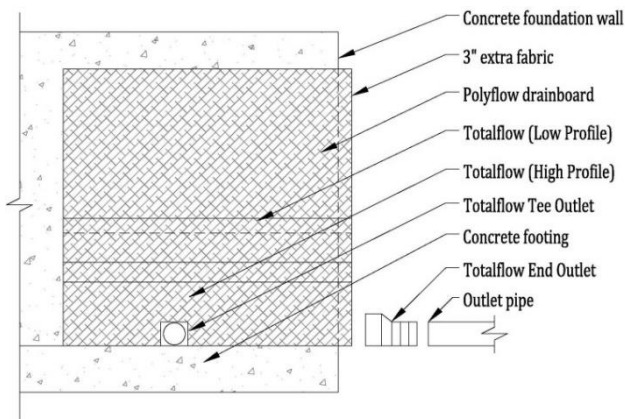 Concrete foundation wall
3" extra fabric
Polyflow drainboard
Totalflow (Low Profile)
Totalflow (High Profile)
Totalflow Tee Outlet
Concrete footing
Totalflow End Outlet
Outlet pipe